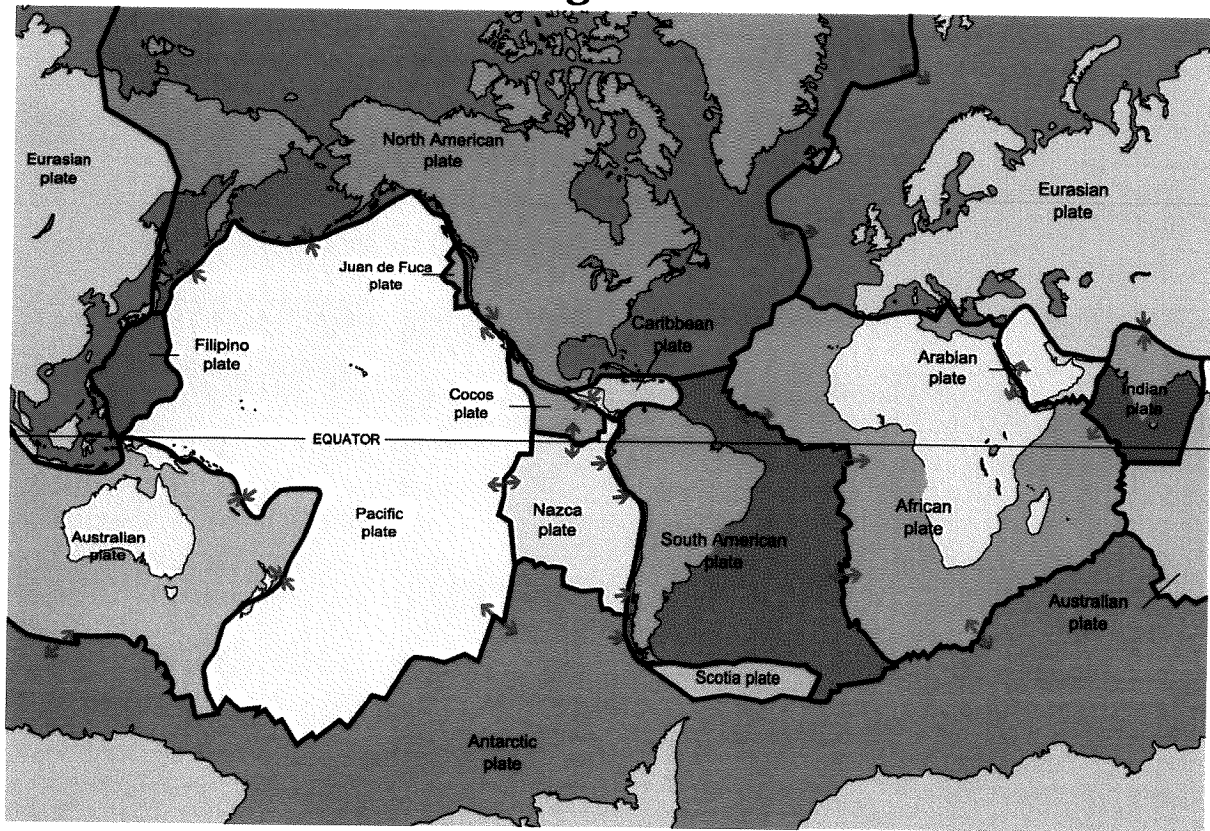 g
North American
plate
Eurasian
plate
Eurasian
plate
Juan de Fuca
plate
Caribbean
plate
Filipino
plate
Arabian
plate
Indian
plate
Cocos
plate
EQUATOR
Pacific
plate
Nazca
plate
African
plate
South American
plate
Australian
plate
Australian
plate
Scotia plate
Antarctic
plate